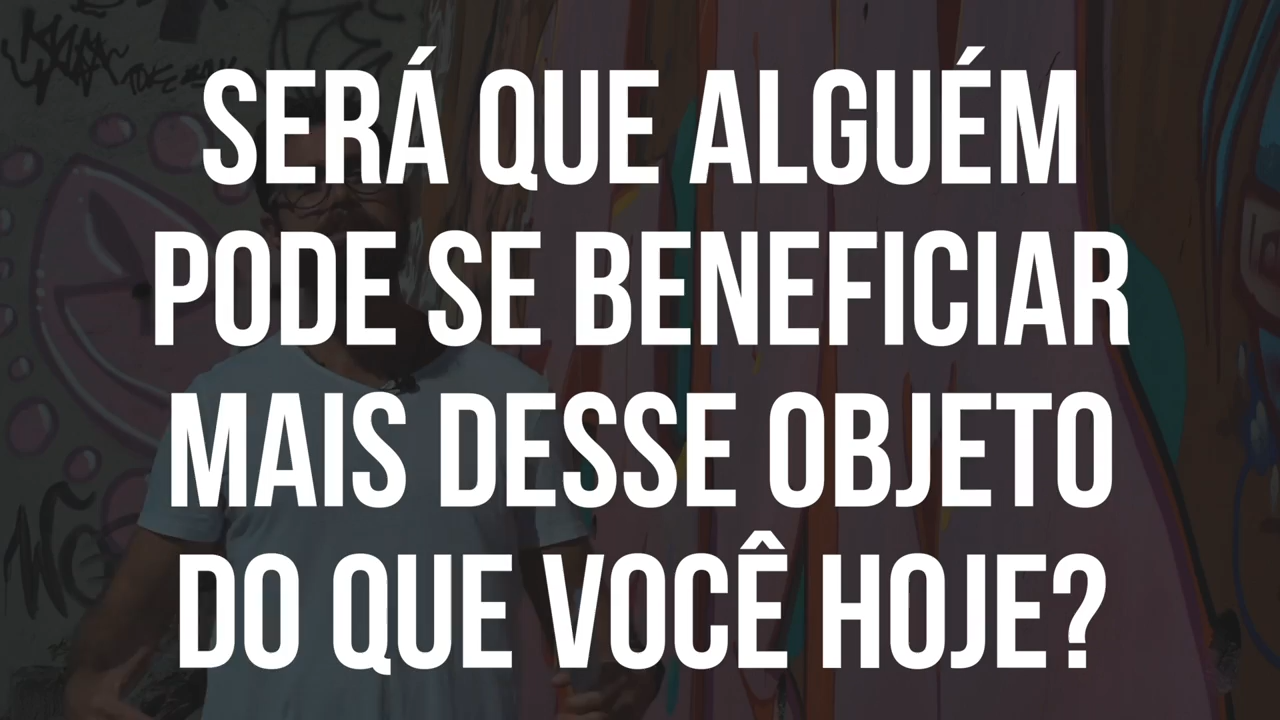 SERÁ QUE ALGUÉM
PODE SE BENEFICIAR
MAIS DESSE OBJETO
DO QUE VOCÊ HOJE?